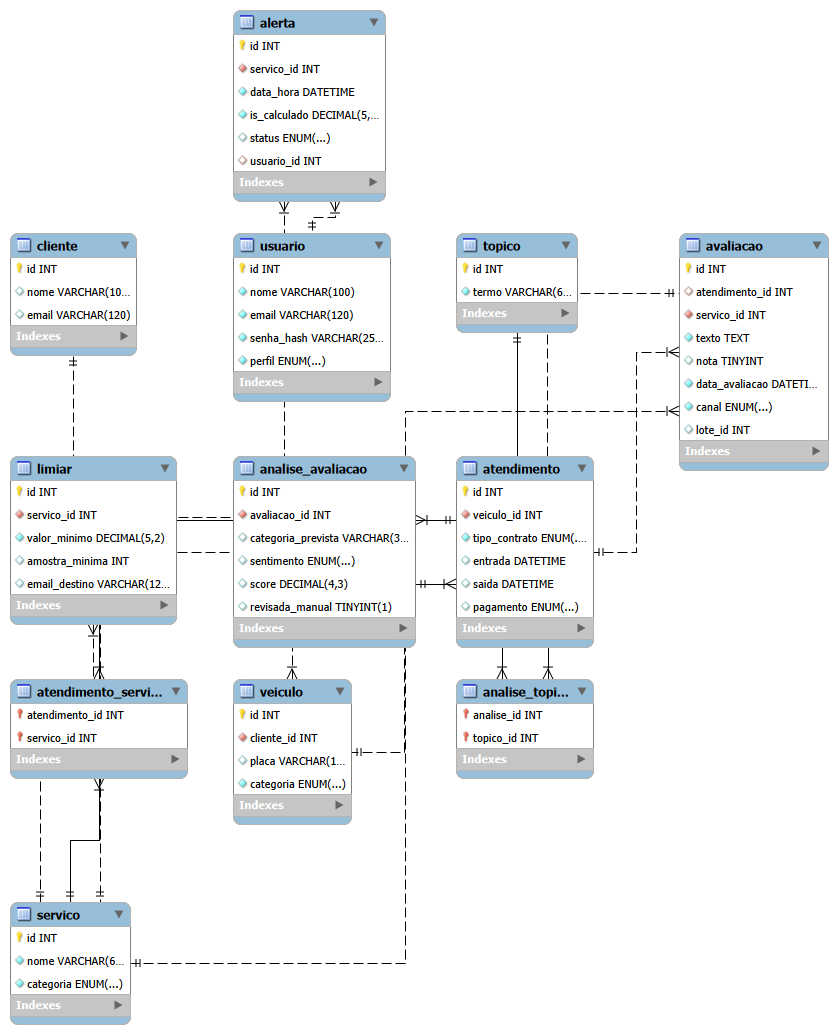 alerta
id INT
servico_id INT
data_hora DATETIME
is_calculado DECIMAL(5,...
status ENUM(...)
usuario_id INT
Indexes
cliente
id INT
nome VARCHAR(10...
email VARCHAR(120)
Indexes
usuario
id INT
nome VARCHAR(100)
email VARCHAR(120)
senha_hash VARCHAR(25...
perfil ENUM(...)
Indexes
topico
id INT
termo VARCHAR(6...
Indexes
avaliacao
id INT
atendimento_id INT
servico_id INT
texto TEXT
nota TINYINT
data_avaliacao DATETI...
canal ENUM(...)
lote_id INT
Indexes
limiar
id INT
servico_id INT
valor_minimo DECIMAL(5,2)
amostra_minima INT
email_destino VARCHAR(12...
Indexes
analise_avaliacao
id INT
avaliacao_id INT
categoria_prevista VARCHAR(3...
sentimento ENUM(...)
score DECIMAL(4,3)
revisada_manual TINYINT(1)
Indexes
atendimento
id INT
veiculo_id INT
tipo_contrato ENUM(...
entrada DATETIME
saida DATETIME
pagamento ENUM(...)
Indexes
atendimento_servi...
atendimento_id INT
servico_id INT
Indexes
veiculo
id INT
cliente_id INT
placa VARCHAR(1...
categoria ENUM(...)
Indexes
analise_topi...
analise_id INT
topico_id INT
Indexes
servico
id INT
nome VARCHAR(6...
categoria ENUM(...)
Indexes